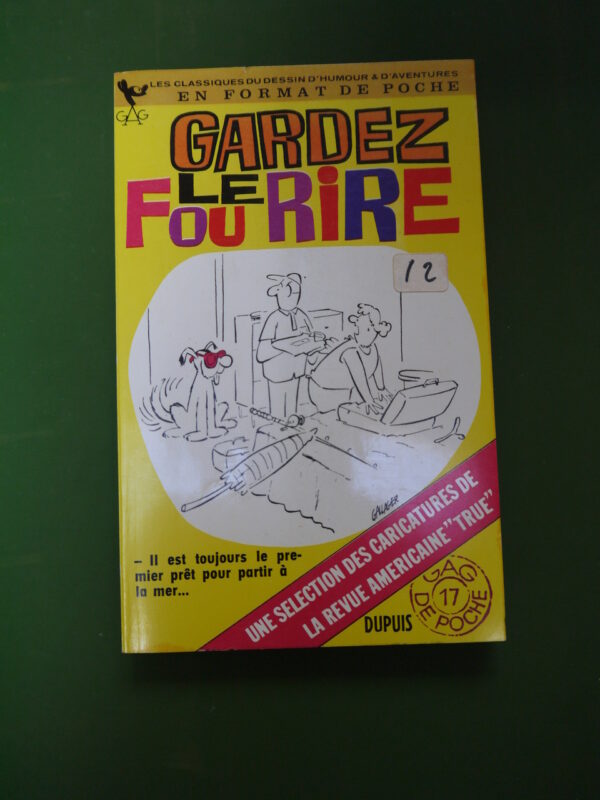 LES CLASSIQUES DU DESSIN D'HUMOUR & D'AVENTURES
EN FORMAT DE POCHE
GAG
GARDEZ
LE
FOU RIRE
12
GALLAGER
— Il est toujours le pre-
mier prêt pour partir à
la mer...
UNE SELECTION DES CARICATURES DE
LA REVUE AMERICAINE "TRUE"
DUPUIS
GAG
17
DE POCHE